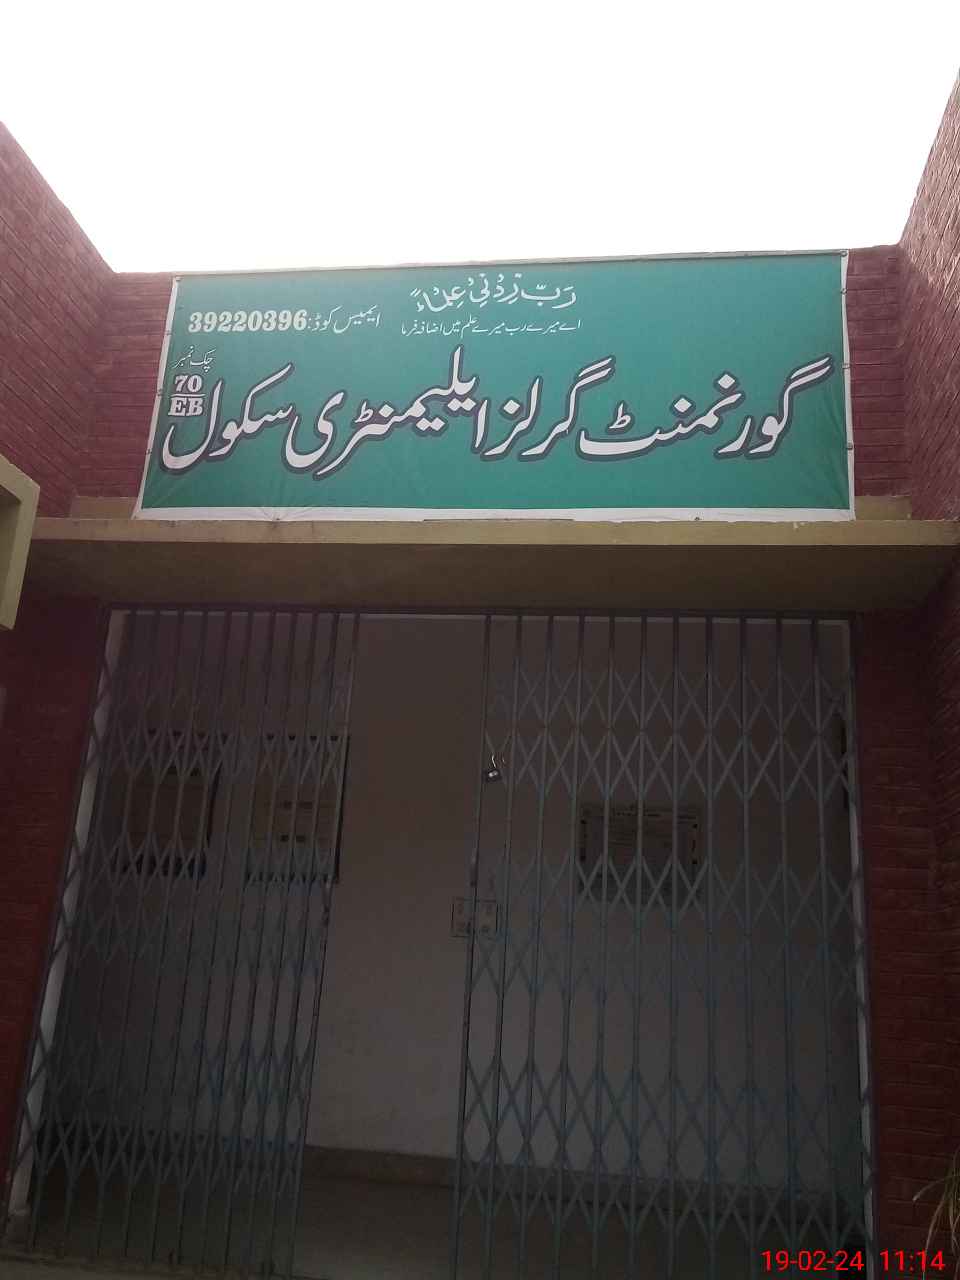 رَبِّ زِدْنِیْ عِلْماً
اے میرے رب میرے علم میں اضافہ فرما
ایمیس کوڈ: 39220396
گورنمنٹ گرلز ایلیمنٹری سکول
چک نمبر
70
EB
19-02-24 11:14